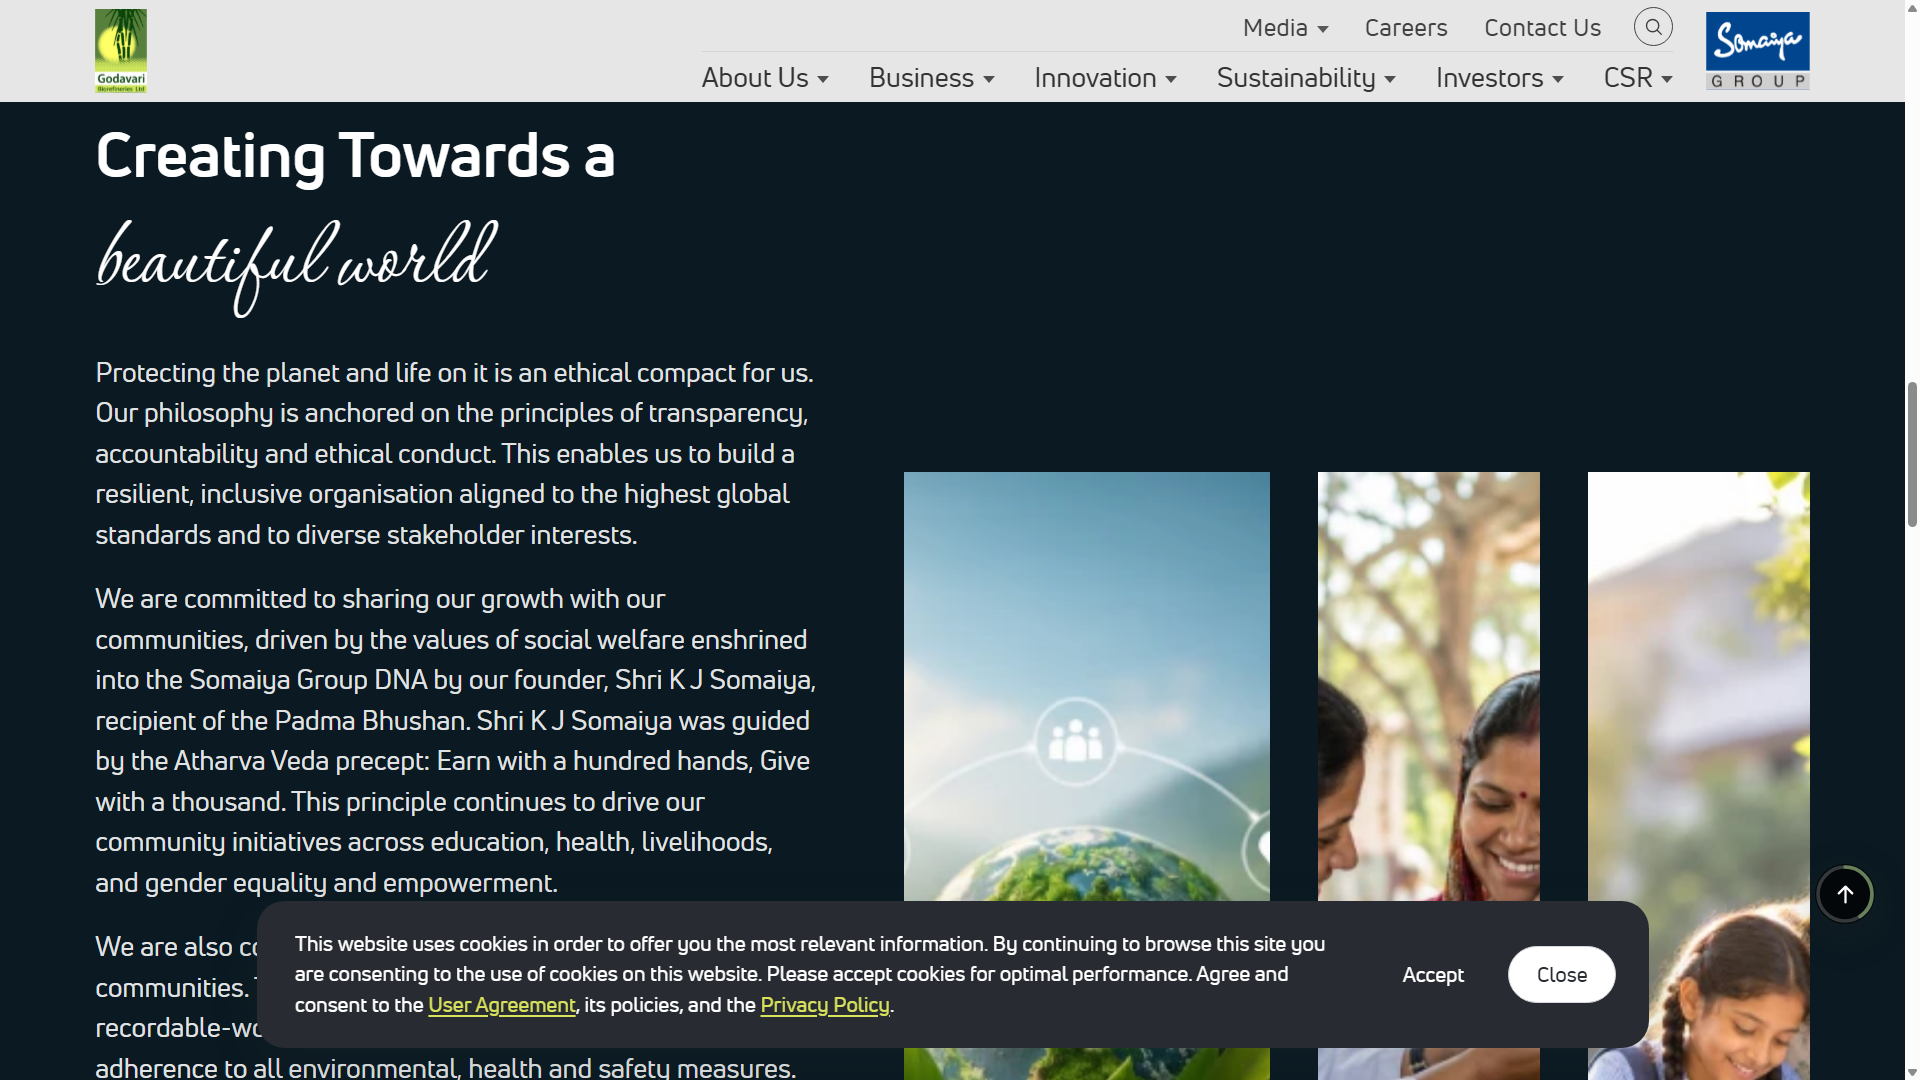 Godavari
Biorefineries Ltd
Media
Careers
Contact Us
About Us
Business
Innovation
Sustainability
Investors
CSR
Somaiya
GROUP
Creating Towards a
beautiful world
Protecting the planet and life on it is an ethical compact for us.
Our philosophy is anchored on the principles of transparency,
accountability and ethical conduct. This enables us to build a
resilient, inclusive organisation aligned to the highest global
standards and to diverse stakeholder interests.
We are committed to sharing our growth with our
communities, driven by the values of social welfare enshrined
into the Somaiya Group DNA by our founder, Shri K J Somaiya,
recipient of the Padma Bhushan. Shri K J Somaiya was guided
by the Atharva Veda precept: Earn with a hundred hands, Give
with a thousand. This principle continues to drive our
community initiatives across education, health, livelihoods,
and gender equality and empowerment.
We are also
communities.
adherence to all environmental, health and safety measures.
This website uses cookies in order to offer you the most relevant information. By continuing to browse this site you
are consenting to the use of cookies on this website. Please accept cookies for optimal performance. Agree and
consent to the User Agreement, its policies, and the Privacy Policy.
Accept
Close